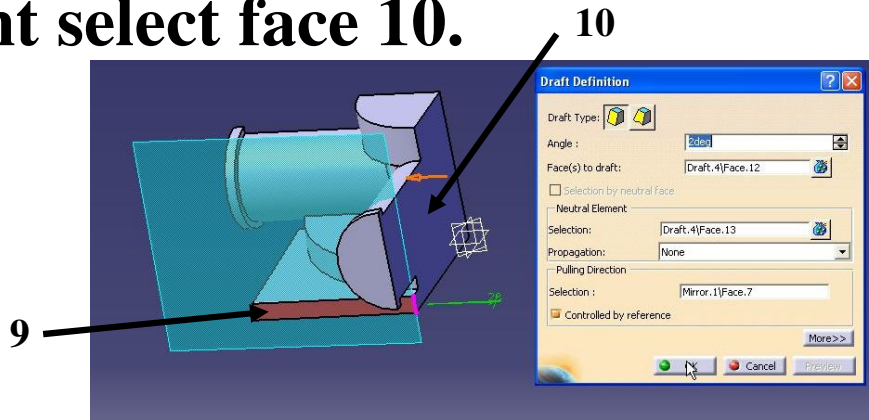 nt select face 10.
10
9
2deg
Draft Definition
Draft Type:
Angle :
2deg
Face(s) to draft:
Draft.4\Face.12
Selection by neutral face
Neutral Element
Selection:
Draft.4\Face.13
Propagation:
None
Pulling Direction
Selection :
Mirror.1\Face.7
Controlled by reference
More>>
Cancel
Preview